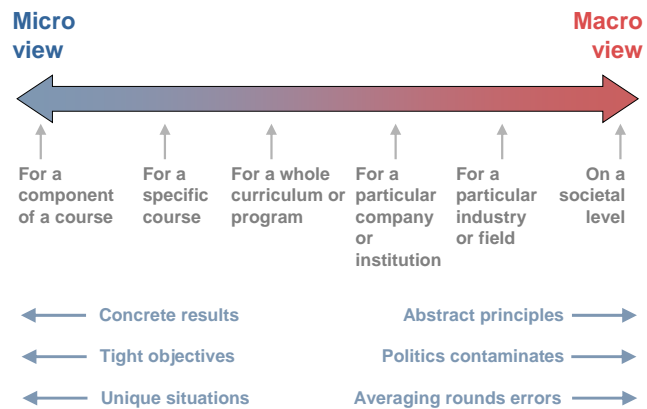 Micro
view
Macro
view
For a
component
of a course
For a
specific
course
For a whole
curriculum or
program
For a
particular
company
or
institution
For a
particular
industry
or field
On a
societal
level
Concrete results
Abstract principles
Tight objectives
Politics contaminates
Unique situations
Averaging rounds errors